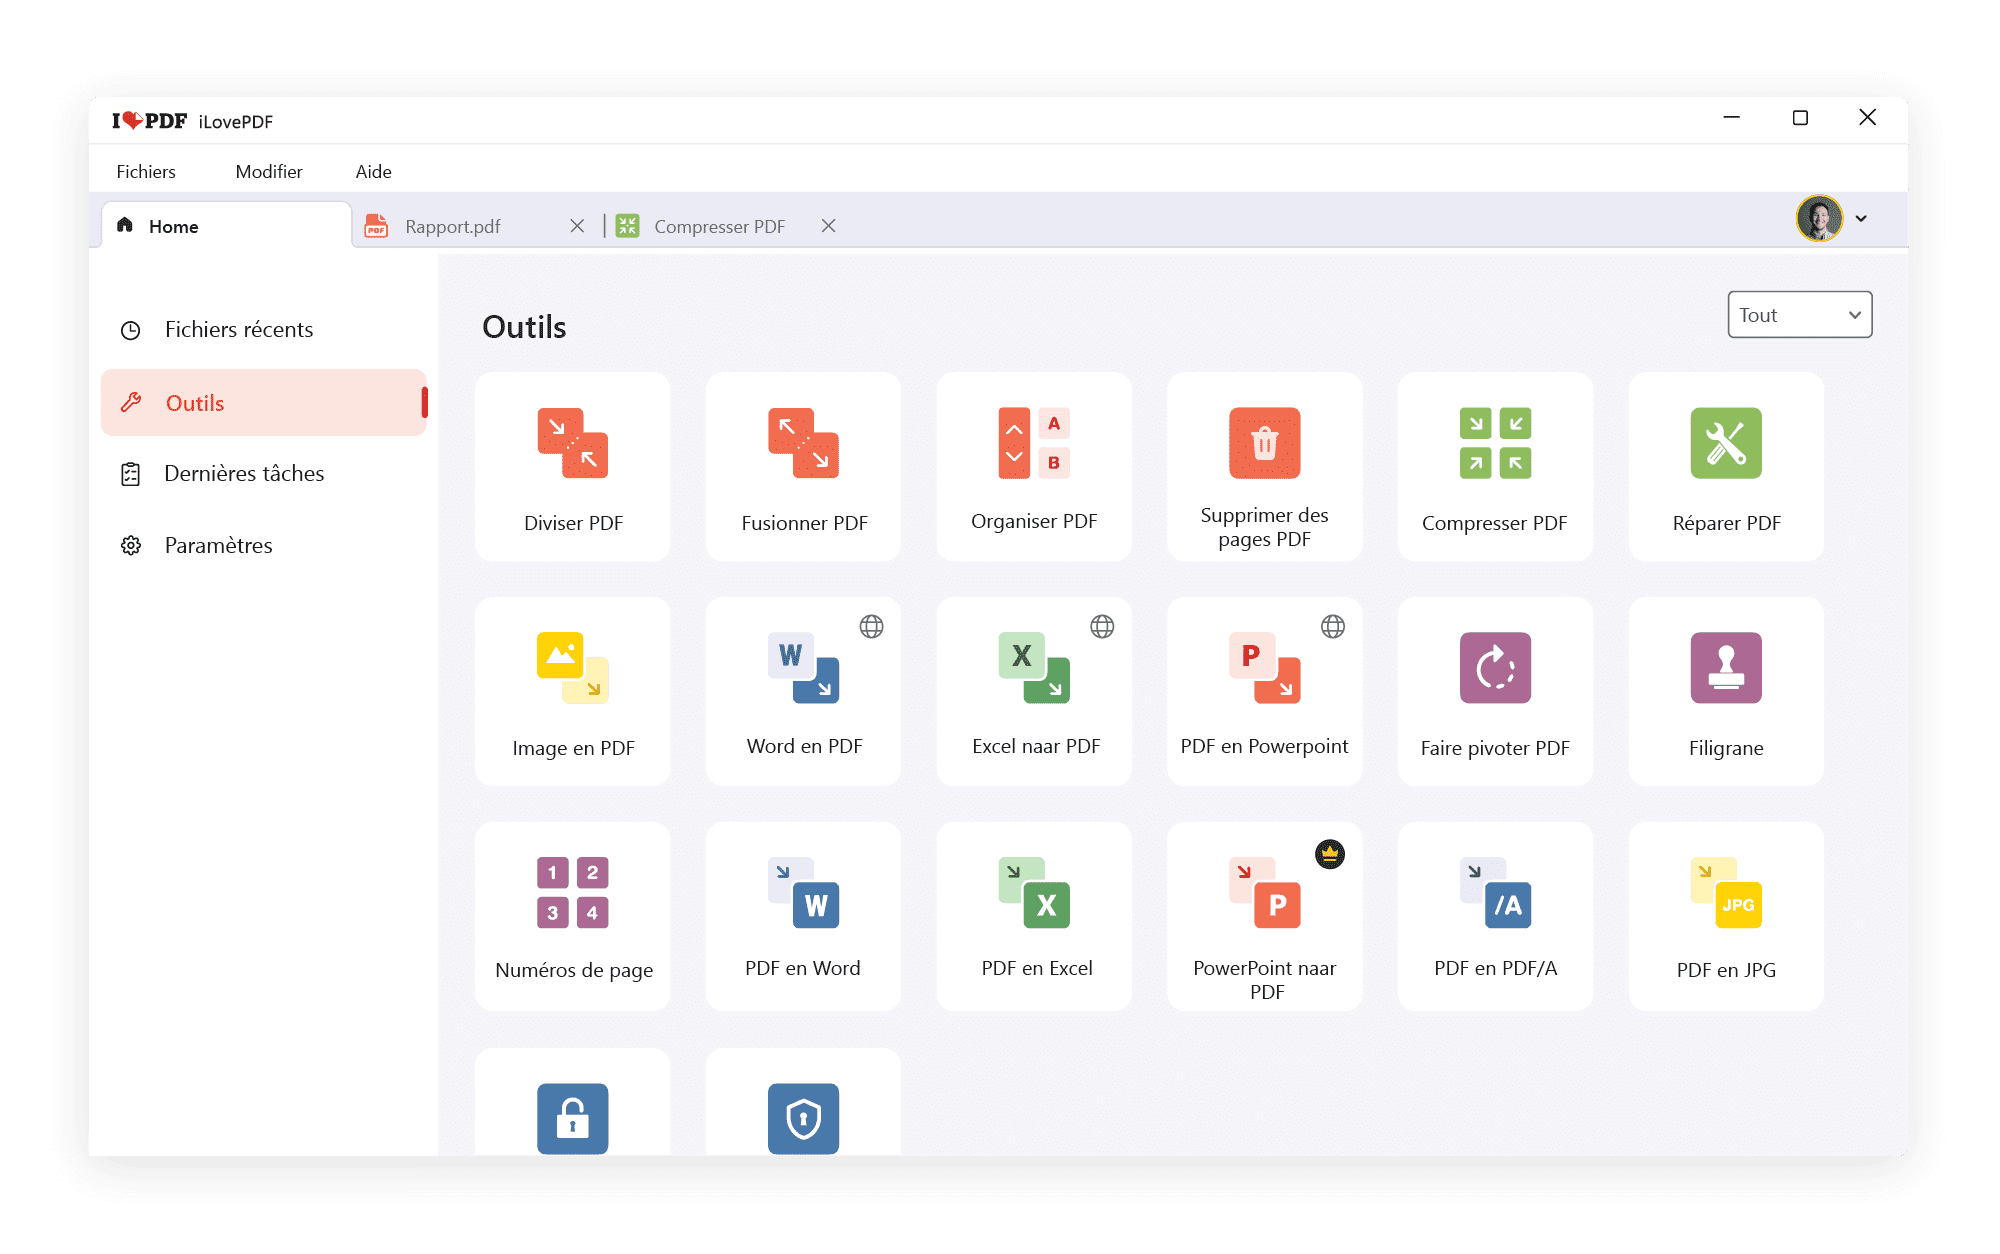 I PDF iLovePDF
Fichiers Modifier Aide
Home Rapport.pdf Compresser PDF
Fichiers récents
Outils
Dernières tâches
Paramètres
Outils
Tout
A
B
Diviser PDF Fusionner PDF Organiser PDF Supprimer des Compresser PDF Réparer PDF
pages PDF
W X P
Image en PDF Word en PDF Excel naar PDF PDF en Powerpoint Faire pivoter PDF Filigrane
1 2
3 4 W X P /A JPG
Numéros de page PDF en Word PDF en Excel PowerPoint naar PDF en PDF/A PDF en JPG
PDF